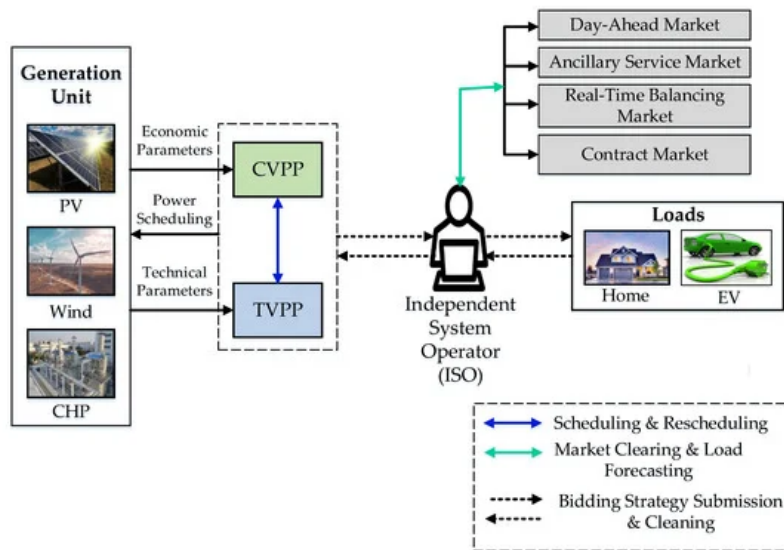 Generation
Unit
PV
Wind
CHP
Economic
Parameters
Power
Scheduling
Technical
Parameters
CVPP
TVPP
Independent
System
Operator
(ISO)
Day-Ahead Market
Ancillary Service Market
Real-Time Balancing
Market
Contract Market
Loads
Home
EV
Scheduling & Rescheduling
Market Clearing & Load
Forecasting
Bidding Strategy Submission
& Cleaning